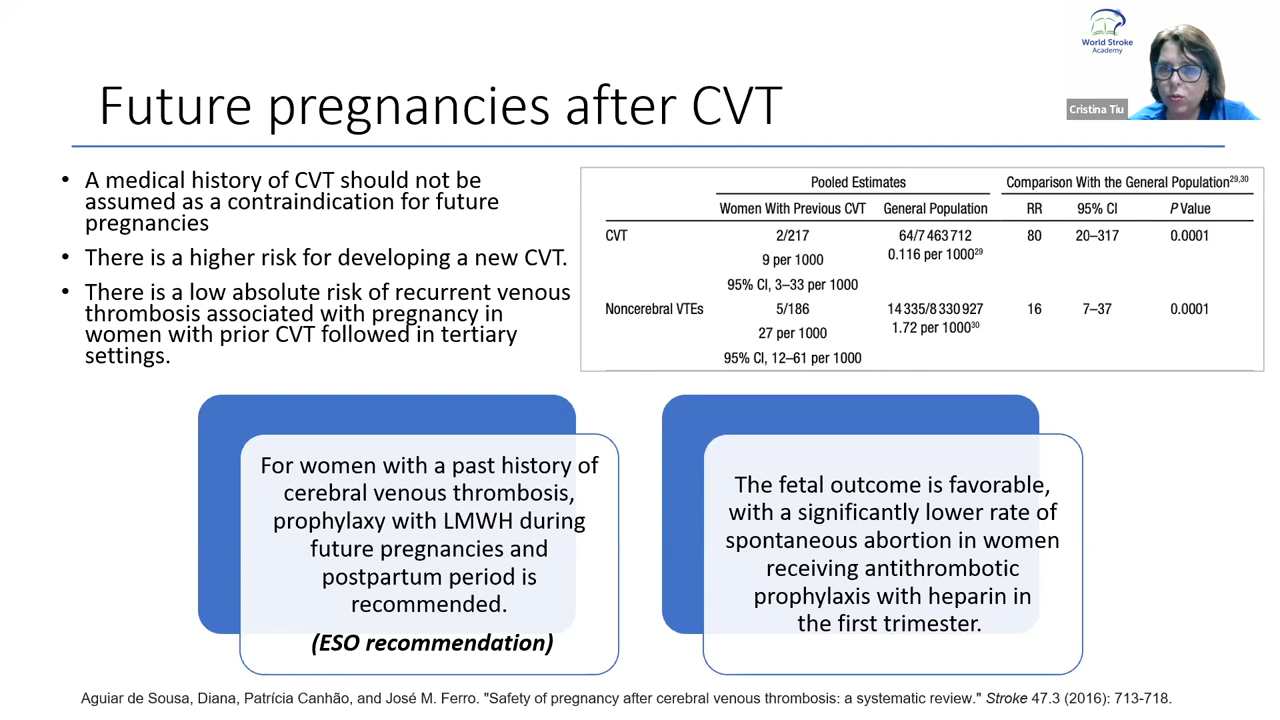 World Stroke
Academy
Cristina Tiu
Future pregnancies after CVT
• A medical history of CVT should not be
assumed as a contraindication for future
pregnancies
• There is a higher risk for developing a new CVT.
• There is a low absolute risk of recurrent venous
thrombosis associated with pregnancy in
women with prior CVT followed in tertiary
settings.
Pooled Estimates Comparison With the General Population29,30
Women With Previous CVT General Population RR 95% CI P Value
CVT 2/217 64/7 463 712 80 20–317 0.0001
9 per 1000 0.116 per 100029
95% CI, 3–33 per 1000
Noncerebral VTEs 5/186 14 335/8 330 927 16 7–37 0.0001
27 per 1000 1.72 per 100030
95% CI, 12–61 per 1000
For women with a past history of
cerebral venous thrombosis,
prophylaxy with LMWH during
future pregnancies and
postpartum period is
recommended.
(ESO recommendation)
The fetal outcome is favorable,
with a significantly lower rate of
spontaneous abortion in women
receiving antithrombotic
prophylaxis with heparin in
the first trimester.
Aguiar de Sousa, Diana, Patrícia Canhão, and José M. Ferro. "Safety of pregnancy after cerebral venous thrombosis: a systematic review." Stroke 47.3 (2016): 713-718.